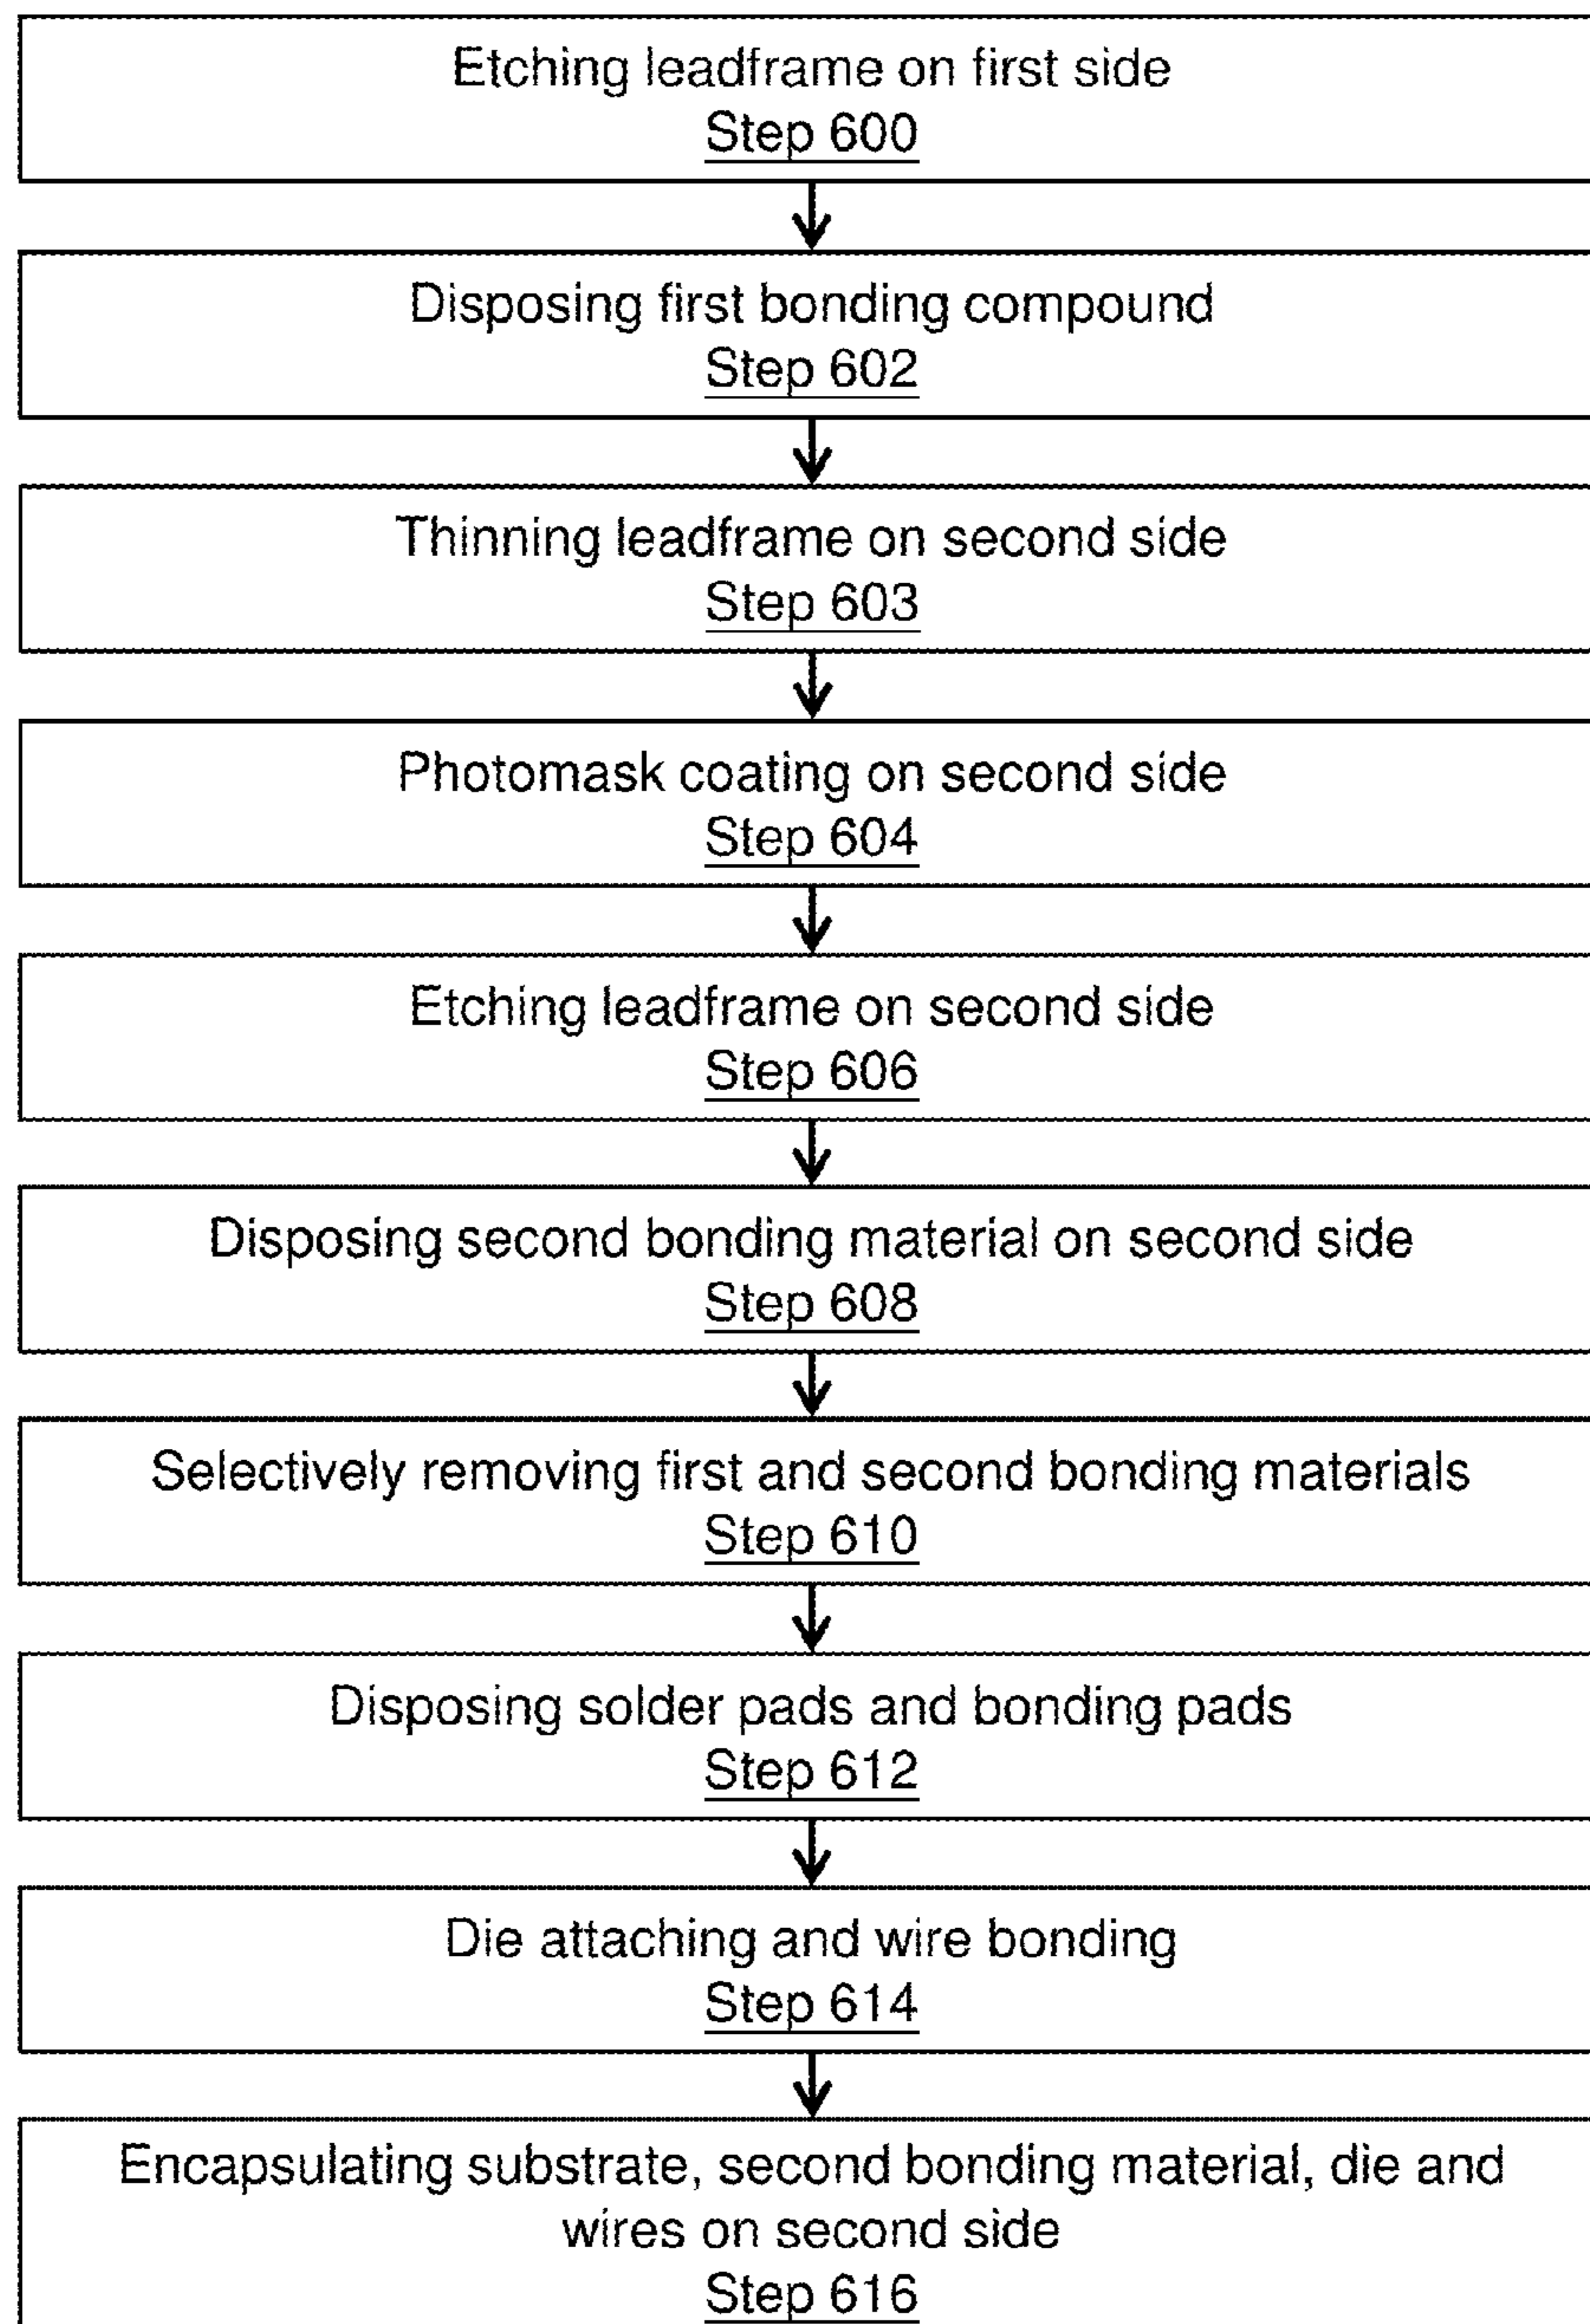 Etching leadframe on first side
Step 600
Disposing first bonding compound
Step 602
Thinning leadframe on second side
Step 603
Photomask coating on second side
Step 604
Etching leadframe on second side
Step 606
Disposing second bonding material on second side
Step 608
Selectively removing first and second bonding materials
Step 610
Disposing solder pads and bonding pads
Step 612
Die attaching and wire bonding
Step 614
Encapsulating substrate, second bonding material, die and
wires on second side
Step 616